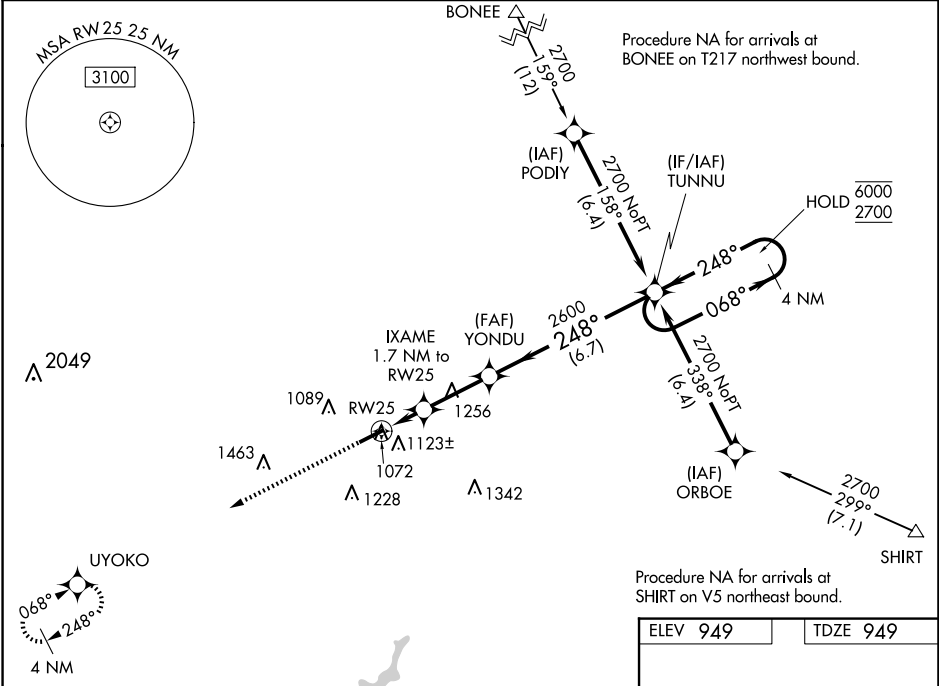 MSA RW25 25 NM
3100
BONEE
2700
159°
(12)
Procedure NA for arrivals at
BONEE on T217 northwest bound.
(IAF)
PODIY
2700 NoPT
158°
(6.4)
(IF/IAF)
TUNNU
HOLD
6000
2700
248°
068°
4 NM
2600
248°
(6.7)
(FAF)
YONDU
IXAME
1.7 NM to
RW25
2049
1089
RW25
1256
1123±
1072
1463
1228
1342
2700 NoPT
338°
(6.4)
(IAF)
ORBOE
2700
299°
(7.1)
SHIRT
UYOKO
068°
248°
4 NM
Procedure NA for arrivals at
SHIRT on V5 northeast bound.
ELEV 949
TDZE 949